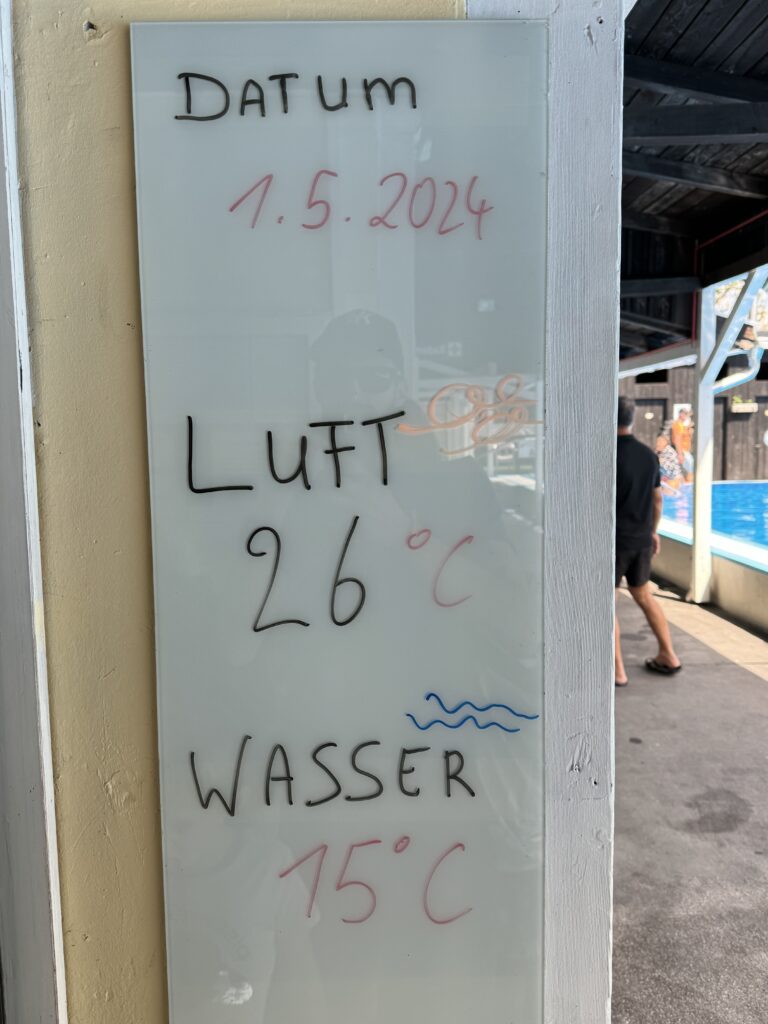 DATUM
1.5.2024
LUFT
26 °C
WASSER
15°C